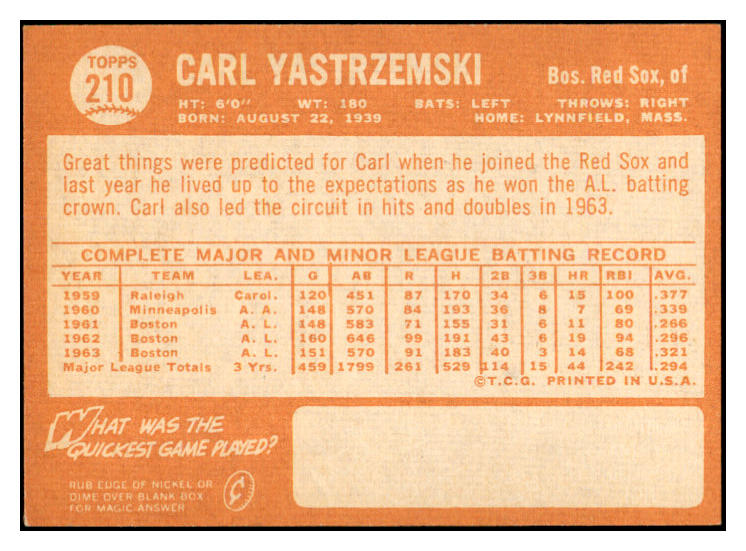 TOPPS
210
CARL YASTRZEMSKI
Bos. Red Sox, of
HT: 6'0" WT: 180 BATS: LEFT THROWS: RIGHT
BORN: AUGUST 22, 1939 HOME: LYNNFIELD, MASS.
Great things were predicted for Carl when he joined the Red Sox and
last year he lived up to the expectations as he won the A.L. batting
crown. Carl also led the circuit in hits and doubles in 1963.
COMPLETE MAJOR AND MINOR LEAGUE BATTING RECORD
YEAR TEAM LEA. G AB R H 2B 3B HR RBI AVG.
1959 Raleigh Carol. 120 451 87 170 34 6 15 100 .377
1960 Minneapolis A. A. 148 570 84 193 36 8 7 69 .339
1961 Boston A. L. 148 583 71 155 31 6 11 80 .266
1962 Boston A. L. 160 646 99 191 43 6 19 94 .296
1963 Boston A. L. 151 570 91 183 40 3 14 68 .321
Major League Totals 3 Yrs. 459 1799 261 529 114 15 44 242 .294
©T.C.G. PRINTED IN U.S.A.
WHAT WAS THE
QUICKEST GAME PLAYED?
RUB EDGE OF NICKEL OR
DIME OVER BLANK BOX
FOR MAGIC ANSWER
¢